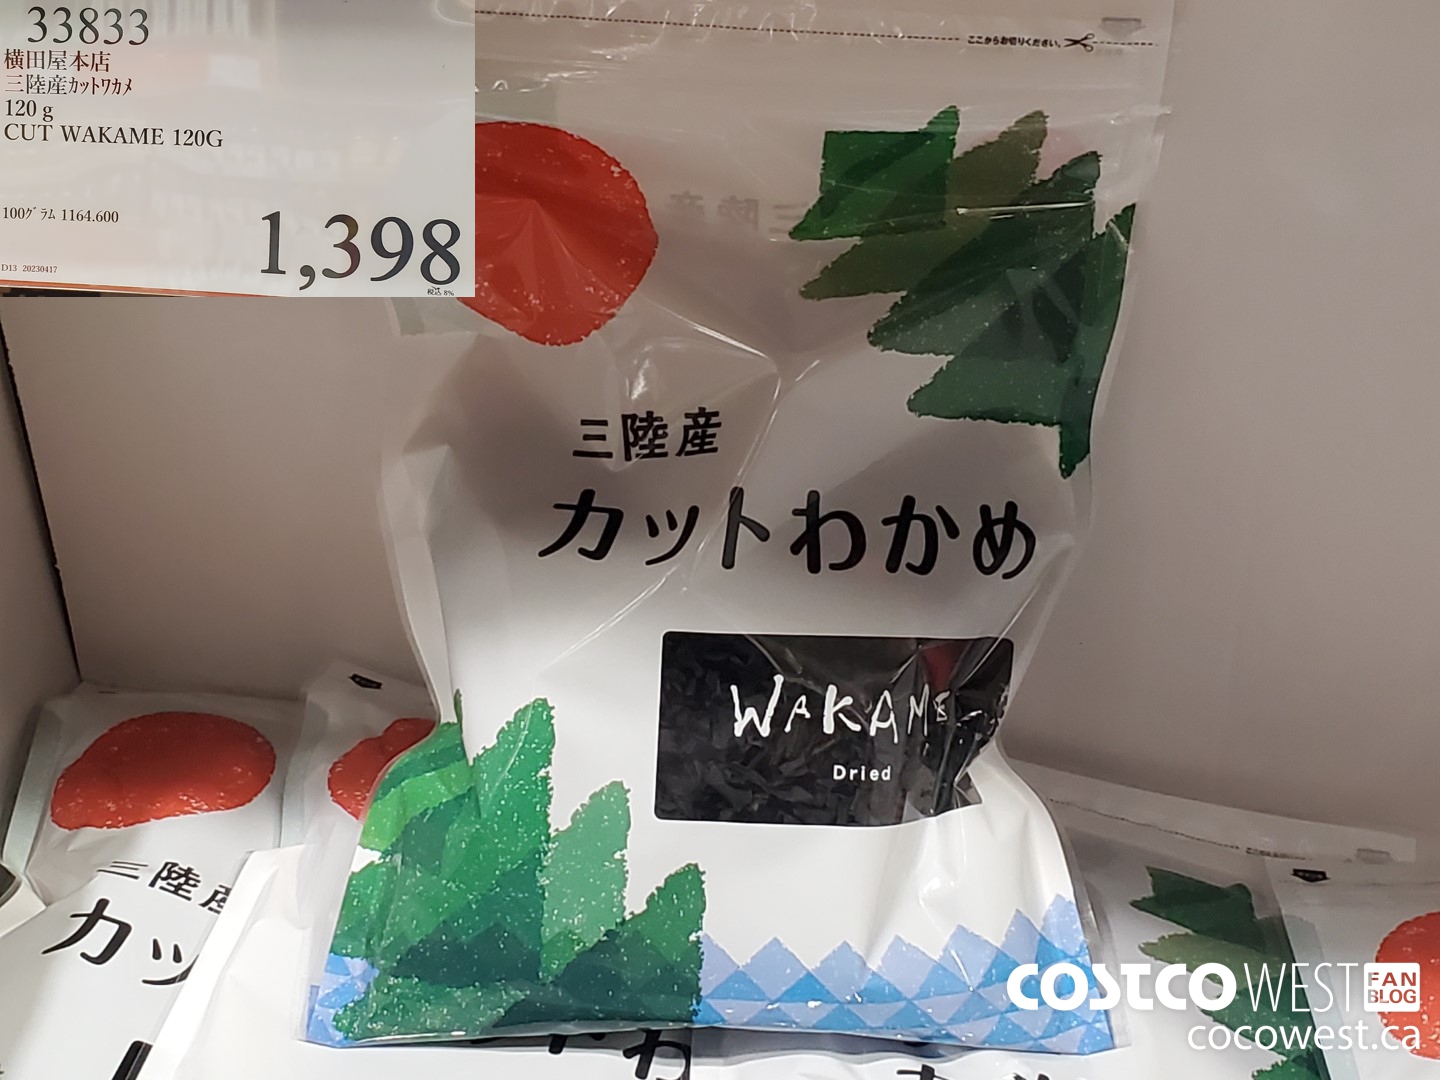 33833
横田屋本店
三陸産ｶｯﾄﾜｶﾒ
120 g
CUT WAKAME 120G
100ｸﾞﾗﾑ 1164.600
1,398
税込 8%
D13 20230417
ここからお切りください。
三陸産
カットわかめ
WAKAME
Dried
三陸産
カッ
COSTCO WEST FAN BLOG
cocowest.ca